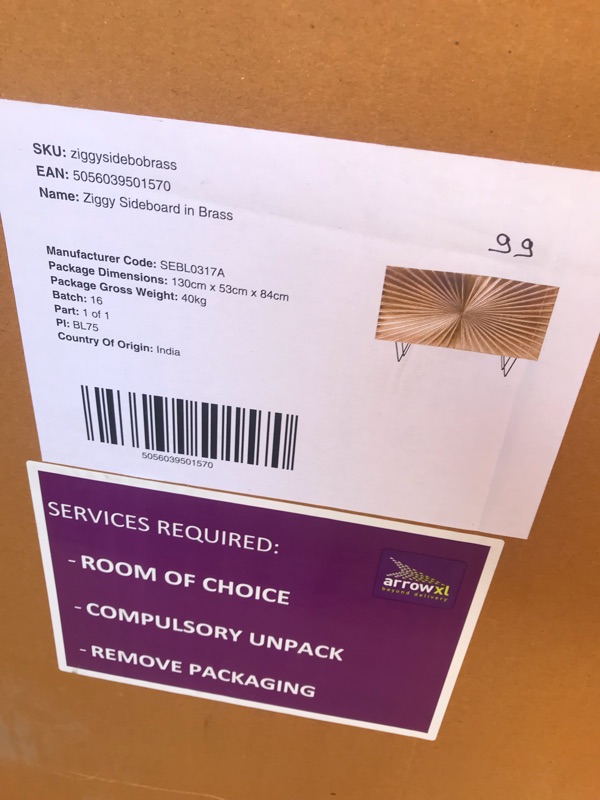 SKU: ziggysidebobrass
EAN: 5056039501570
Name: Ziggy Sideboard in Brass
99
Manufacturer Code: SEBL0317A
Package Dimensions: 130cm x 53cm x 84cm
Package Gross Weight: 40kg
Batch: 16
Part: 1 of 1
PI: BL75
Country Of Origin: India
5056039501570
SERVICES REQUIRED:
- ROOM OF CHOICE
- COMPULSORY UNPACK
- REMOVE PACKAGING
arrowxl
beyond delivery